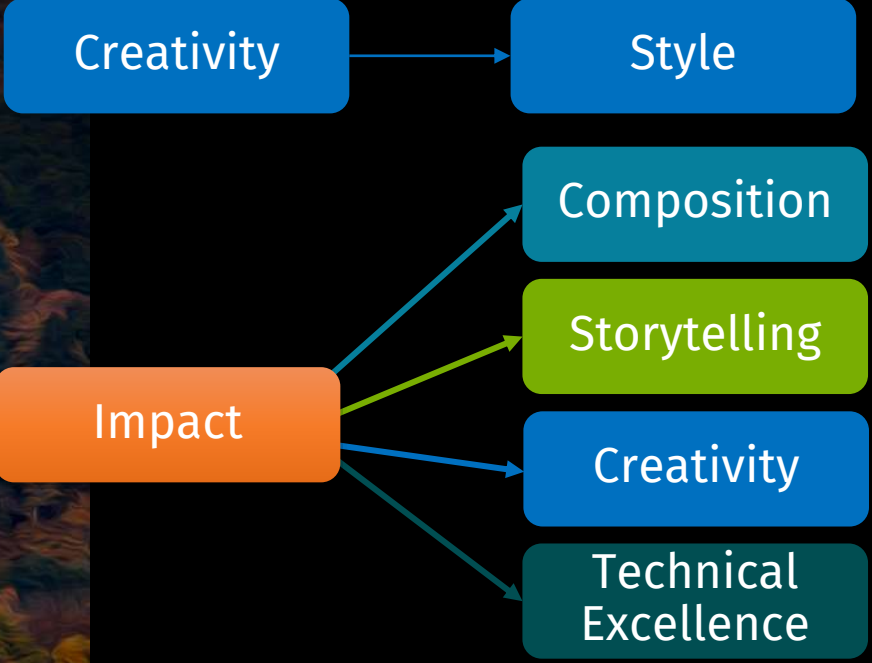 Creativity
Style
Composition
Storytelling
Impact
Creativity
Technical
Excellence